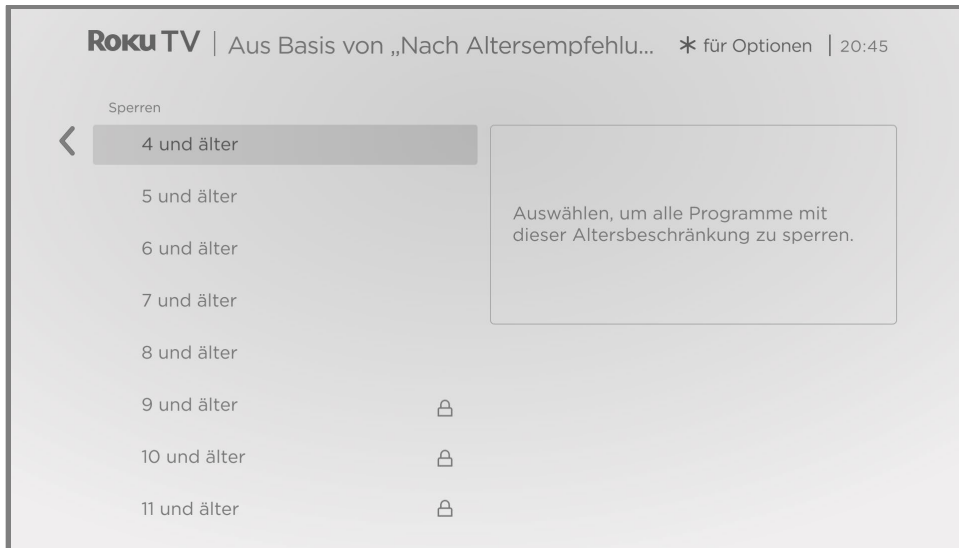 Roku TV | Aus Basis von „Nach Altersempfehlu... * für Optionen | 20:45
Sperren
4 und älter
5 und älter
6 und älter
7 und älter
8 und älter
9 und älter
10 und älter
11 und älter
Auswählen, um alle Programme mit
dieser Altersbeschränkung zu sperren.